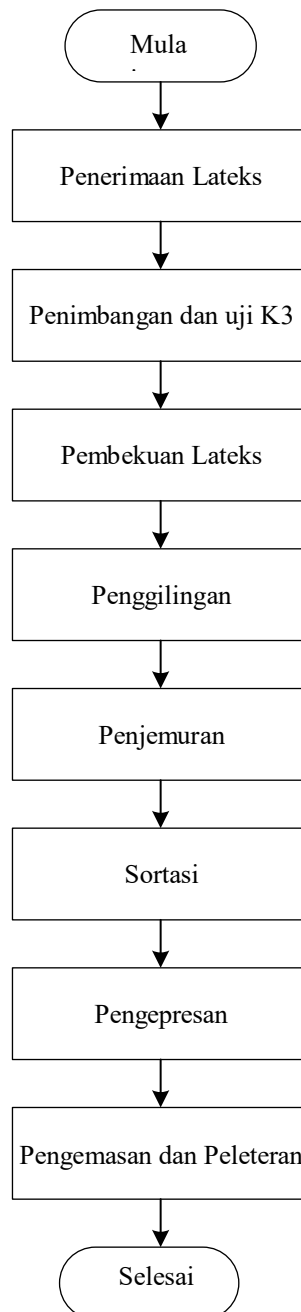 Mula
Penerimaan Lateks
Penimbangan dan uji K3
Pembekuan Lateks
Penggilingan
Penjemuran
Sortasi
Pengepresan
Pengemasan dan Peleteran
Selesai